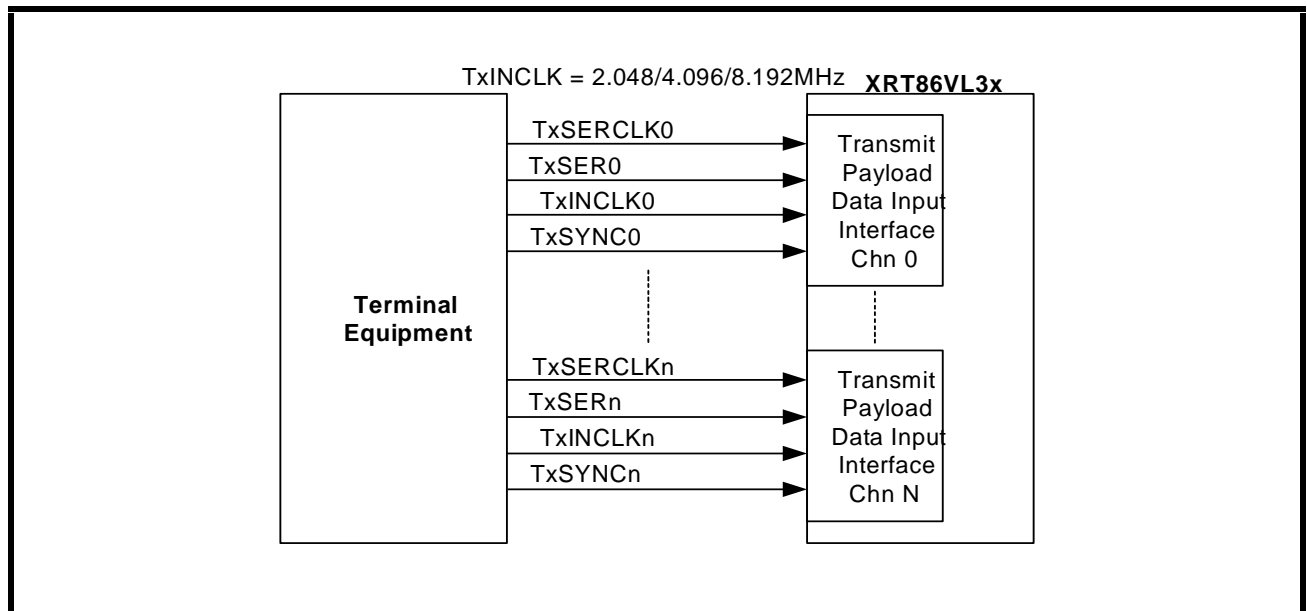 TxINCLK = 2.048/4.096/8.192MHz
XRT86VL3x
TxSERCLK0
TxSER0
TxINCLK0
TxSYNC0
Transmit
Payload
Data Input
Interface
Chn 0
Terminal
Equipment
TxSERCLKn
TxSERn
TxINCLKn
TxSYNCn
Transmit
Payload
Data Input
Interface
Chn N